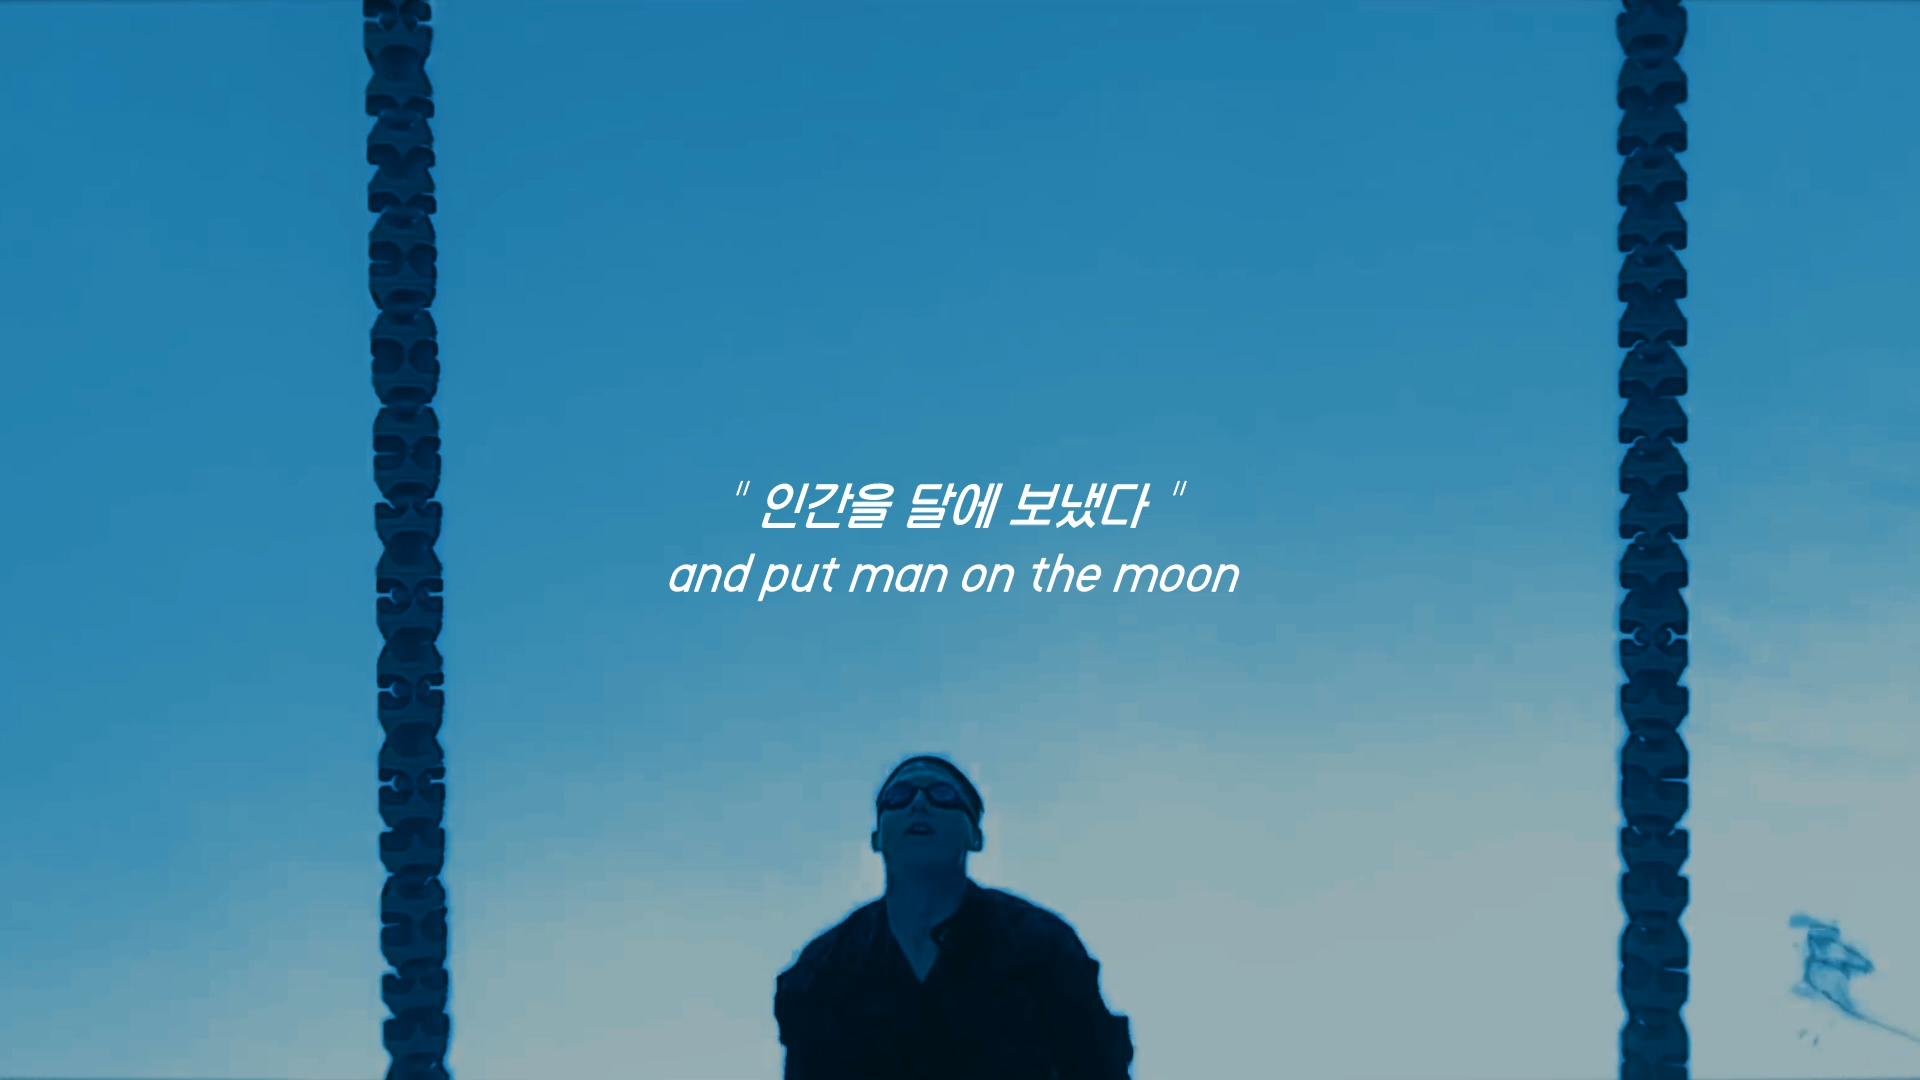 " 인간을 달에 보냈다 "
and put man on the moon